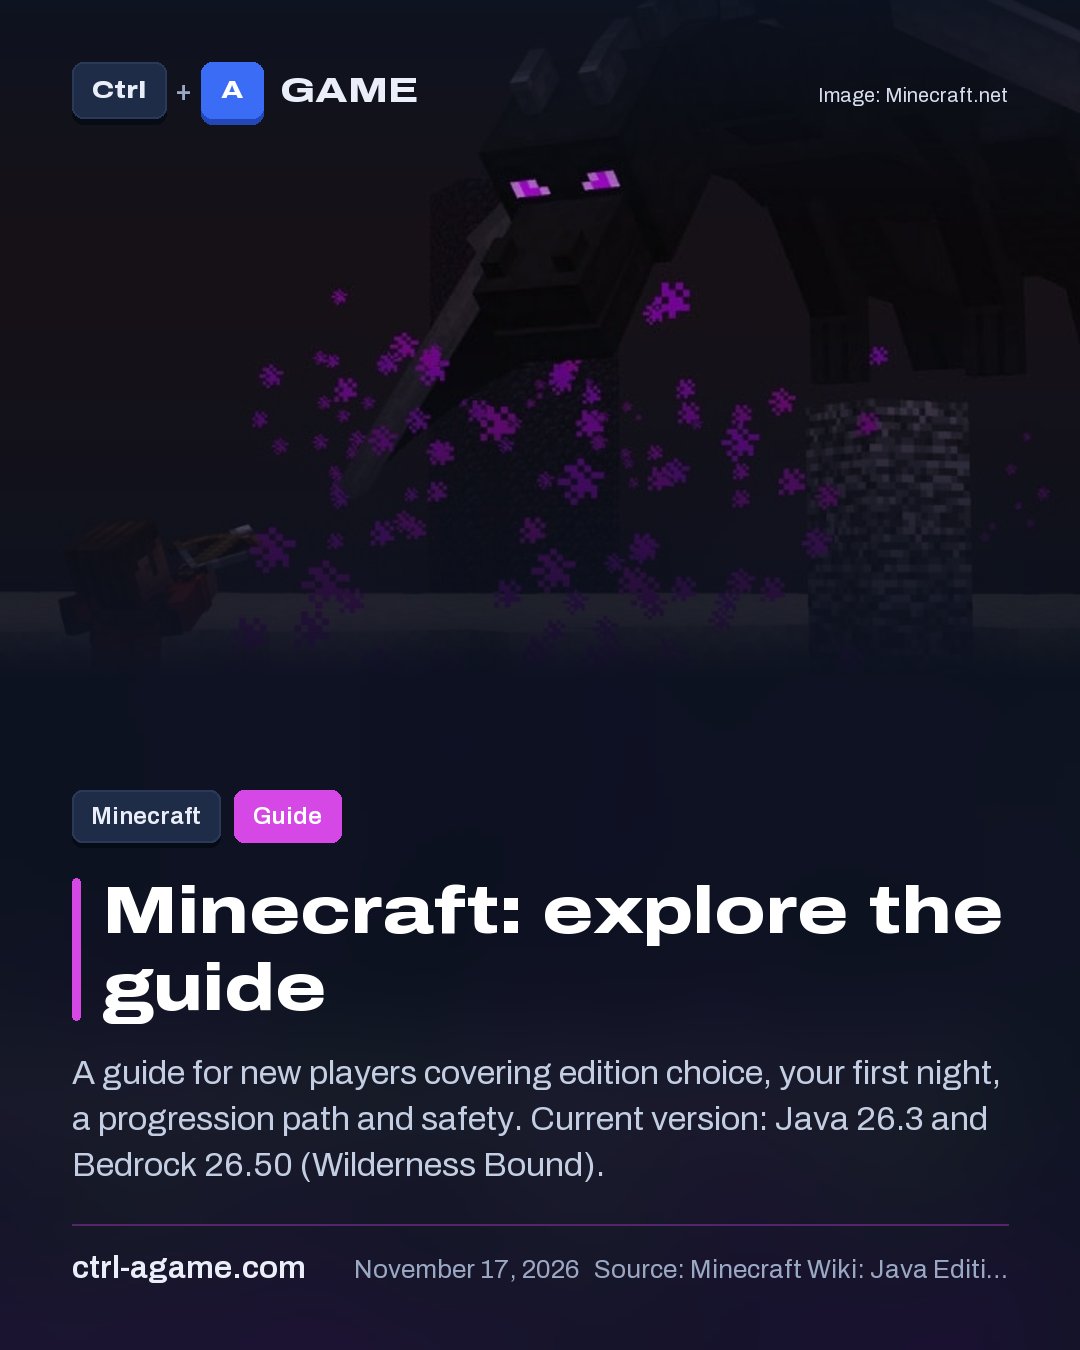 Ctrl + A GAME
Image: Minecraft.net
Minecraft Guide
Minecraft: explore the
guide
A guide for new players covering edition choice, your first night,
a progression path and safety. Current version: Java 26.3 and
Bedrock 26.50 (Wilderness Bound).
ctrl-agame.com November 17, 2026 Source: Minecraft Wiki: Java Editi...